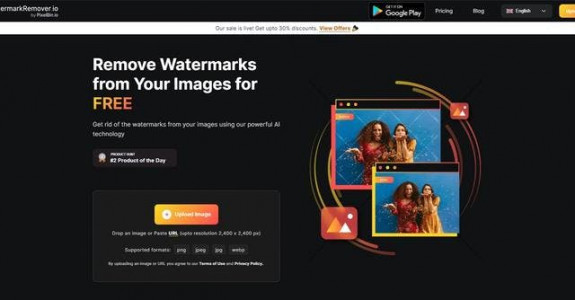 termarkRemover.io
by PixelBin.io
GET IT ON
Google Play
Pricing
Blog
English
Our sale is live! Get upto 30% discounts. View Offers
Remove Watermarks
from Your Images for
FREE
Get rid of the watermarks from your images using our powerful AI
technology
PRODUCT HUNT
#2 Product of the Day
Upload Image
Drop an image or Paste URL (upto resolution 2,400 x 2,400 px)
Supported formats: png jpeg jpg webp
By uploading an image or URL you agree to our Terms of Use and Privacy Policy.